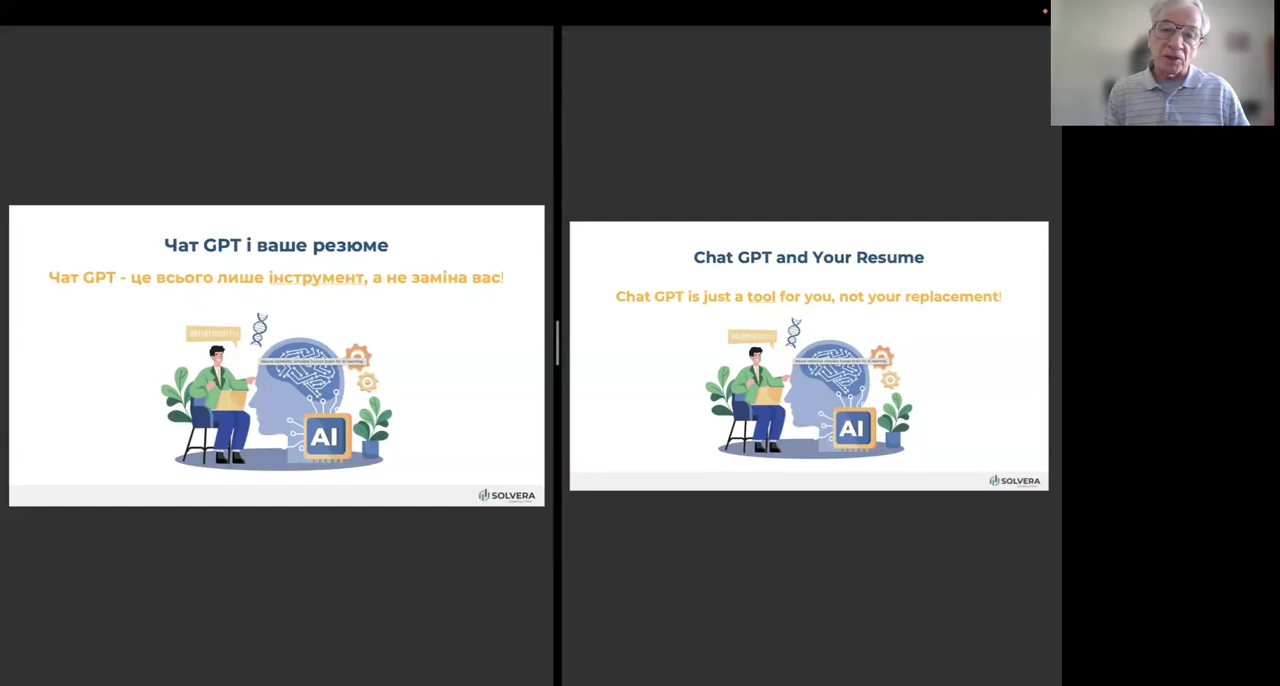 Чат GPT і ваше резюме
Чат GPT - це всього лише інструмент, а не заміна вас!
AI
SOLVERA
Chat GPT and Your Resume
Chat GPT is just a tool for you, not your replacement!
AI
SOLVERA